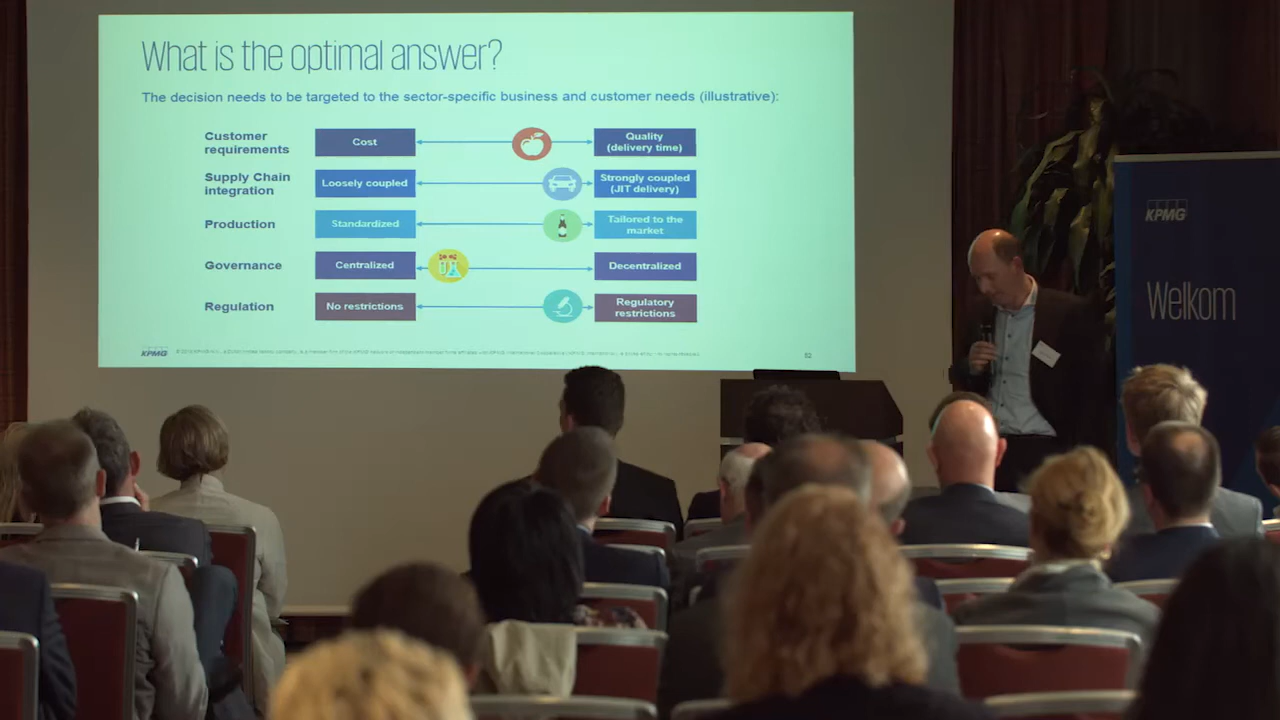 What is the optimal answer?
The decision needs to be targeted to the sector-specific business and customer needs (illustrative):
Customer
requirements
Cost
Quality
(delivery time)
Supply Chain
integration
Loosely coupled
Strongly coupled
(JIT delivery)
Production
Standardized
Tailored to the
market
Governance
Centralized
Decentralized
Regulation
No restrictions
Regulatory
restrictions
KPMG
52
KPMG
Welkom